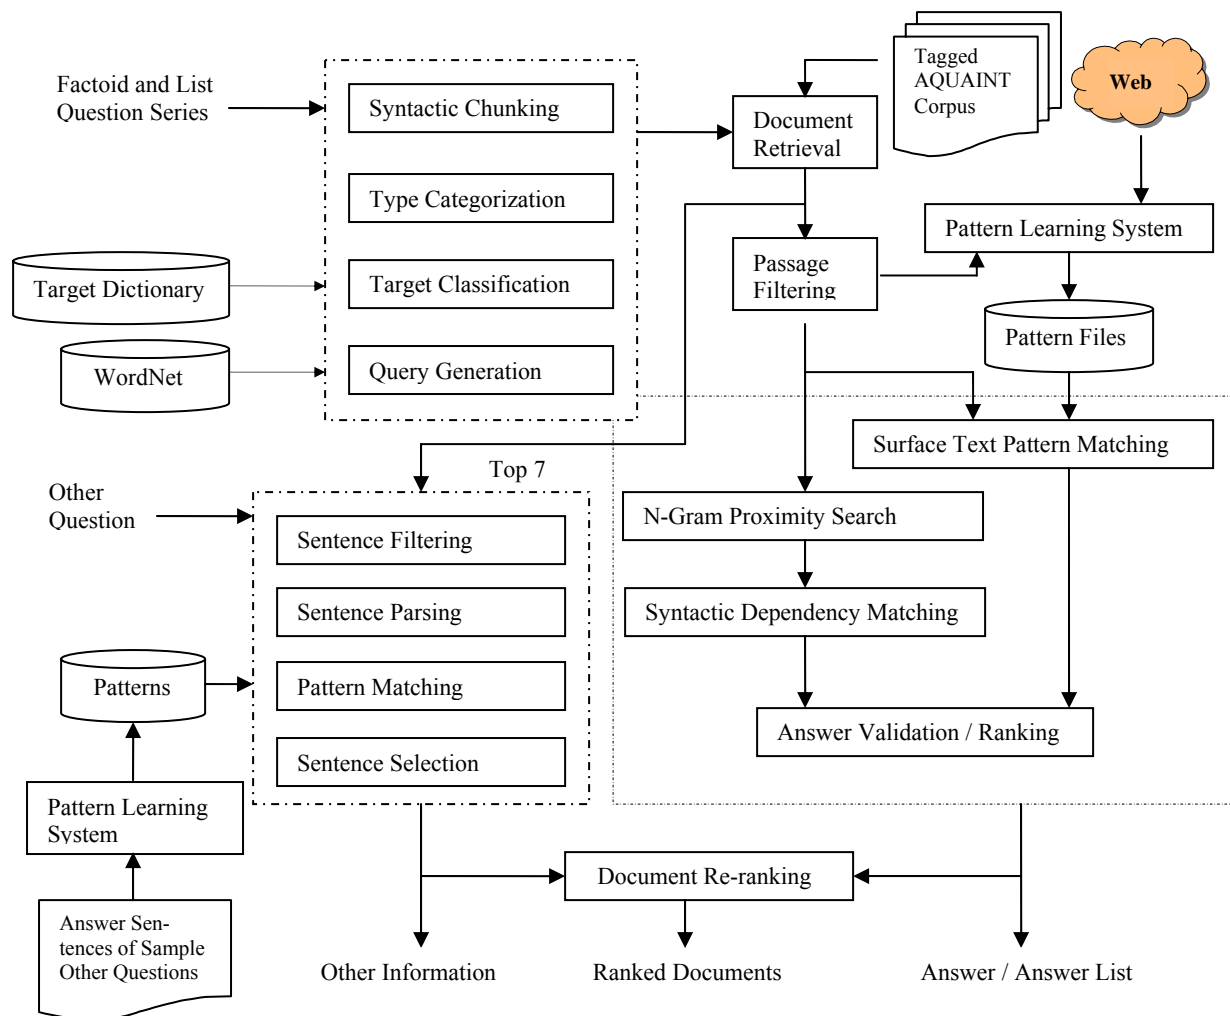 Factoid and List
Question Series
Syntactic Chunking
Type Categorization
Target Classification
Query Generation
Target Dictionary
WordNet
Document
Retrieval
Tagged
AQUAINT
Corpus
Web
Passage
Filtering
Pattern Learning System
Pattern Files
Surface Text Pattern Matching
N-Gram Proximity Search
Syntactic Dependency Matching
Answer Validation / Ranking
Top 7
Other
Question
Sentence Filtering
Sentence Parsing
Pattern Matching
Sentence Selection
Patterns
Pattern Learning
System
Answer Sen-
tences of Sample
Other Questions
Document Re-ranking
Other Information
Ranked Documents
Answer / Answer List